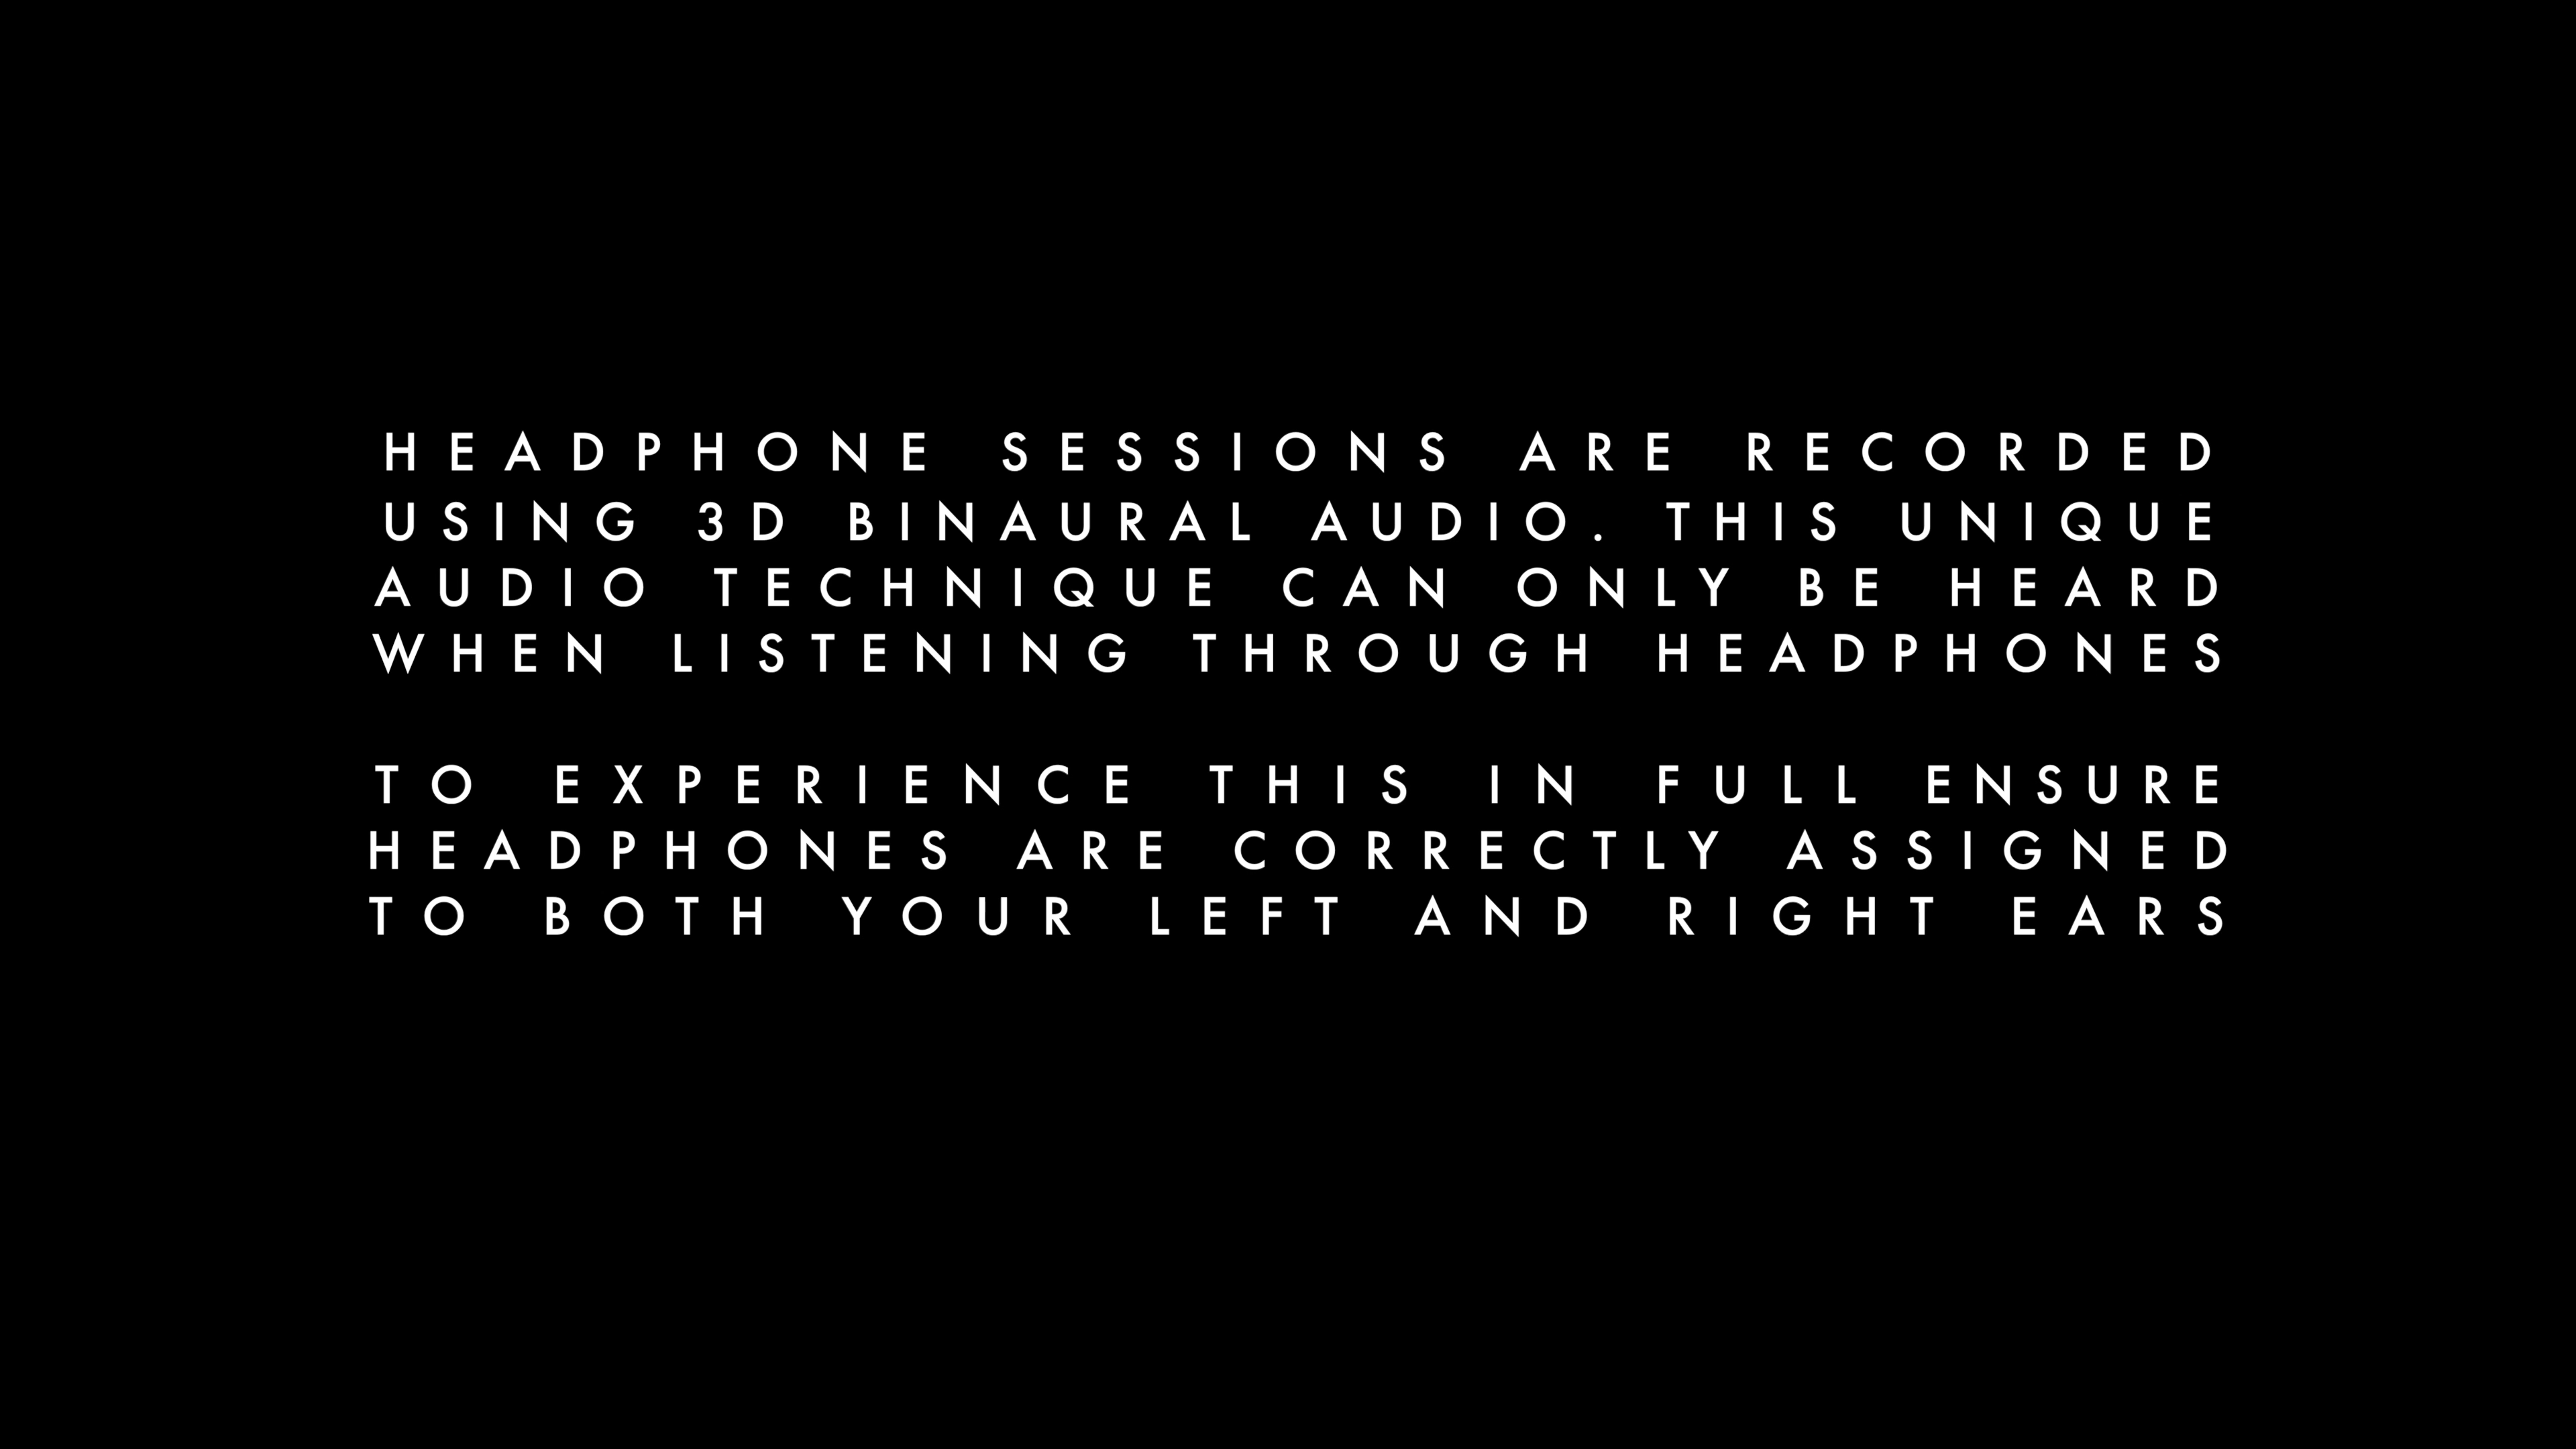 HEADPHONE SESSIONS ARE RECORDED
USING 3D BINAURAL AUDIO. THIS UNIQUE
AUDIO TECHNIQUE CAN ONLY BE HEARD
WHEN LISTENING THROUGH HEADPHONES
TO EXPERIENCE THIS IN FULL ENSURE
HEADPHONES ARE CORRECTLY ASSIGNED
TO BOTH YOUR LEFT AND RIGHT EARS